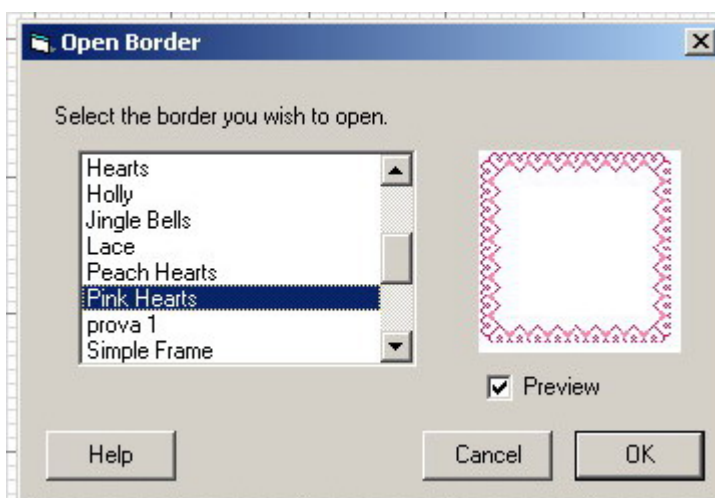 Open Border
Select the border you wish to open.
Hearts
Holly
Jingle Bells
Lace
Peach Hearts
Pink Hearts
prova 1
Simple Frame
Preview
Help
Cancel
OK